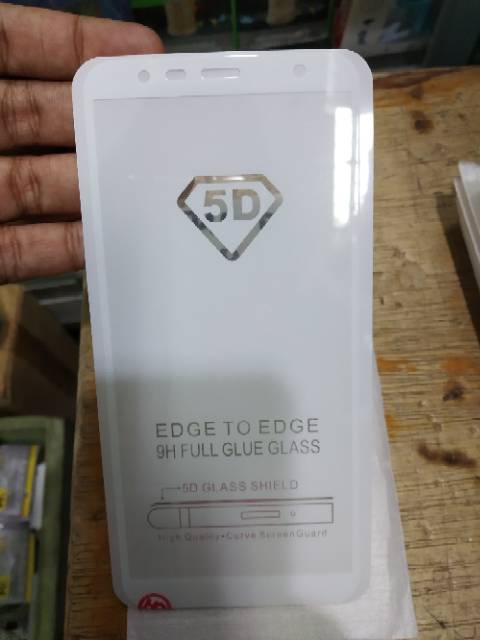 5D
EDGE TO EDGE
9H FULL GLUE GLASS
5D GLASS SHIELD
High Quality•Curve ScreenGuard